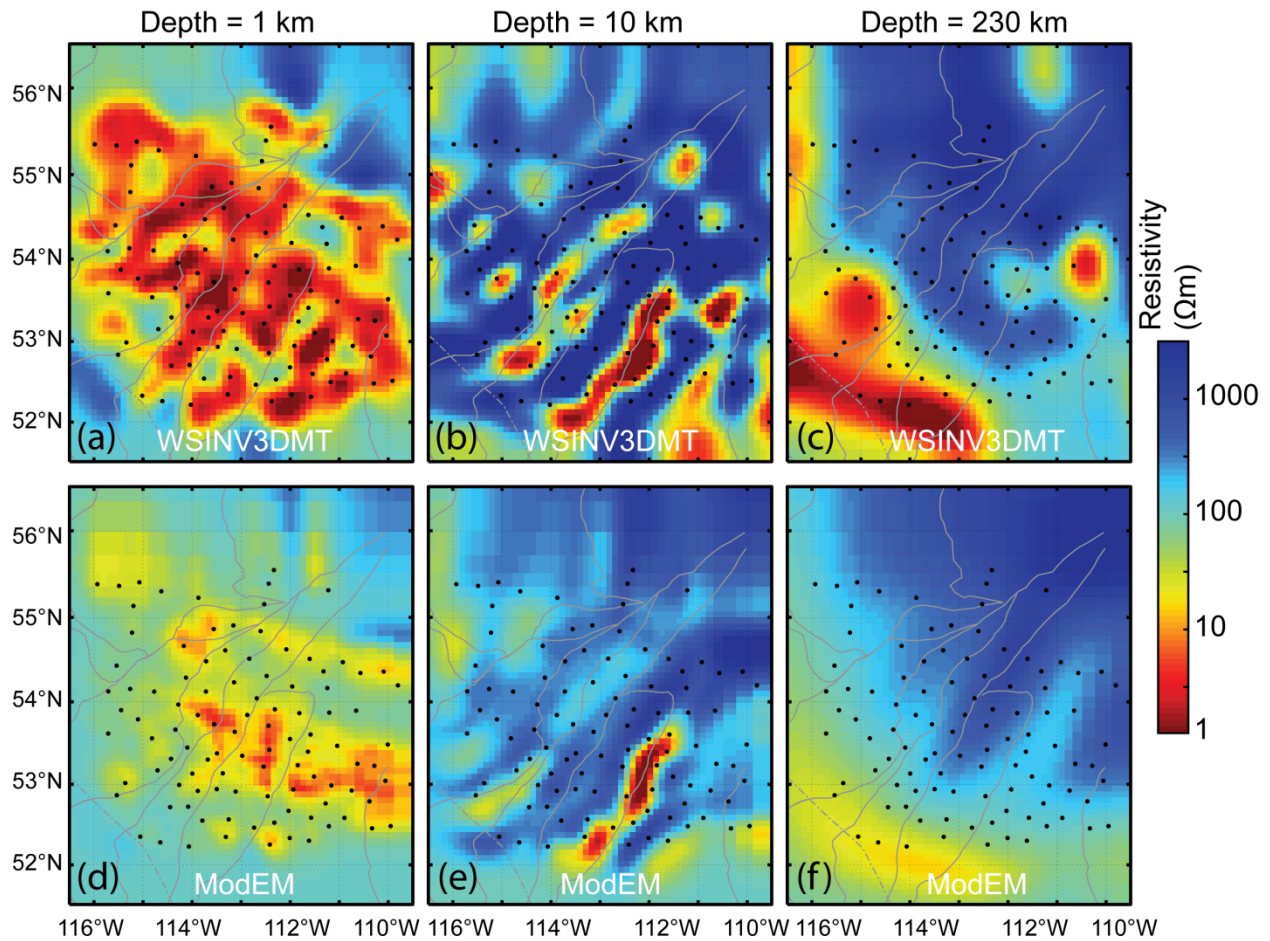 Depth = 1 km Depth = 10 km Depth = 230 km
56°N
55°N
54°N
53°N
52°N
(a) WSINV3DMT
(b) WSINV3DMT
(c) WSINV3DMT
Resistivity
(Ωm)
1000
100
10
1
56°N
55°N
54°N
53°N
52°N
(d) ModEM
(e) ModEM
(f) ModEM
116°W 114°W 112°W 110°W 116°W 114°W 112°W 110°W 116°W 114°W 112°W 110°W